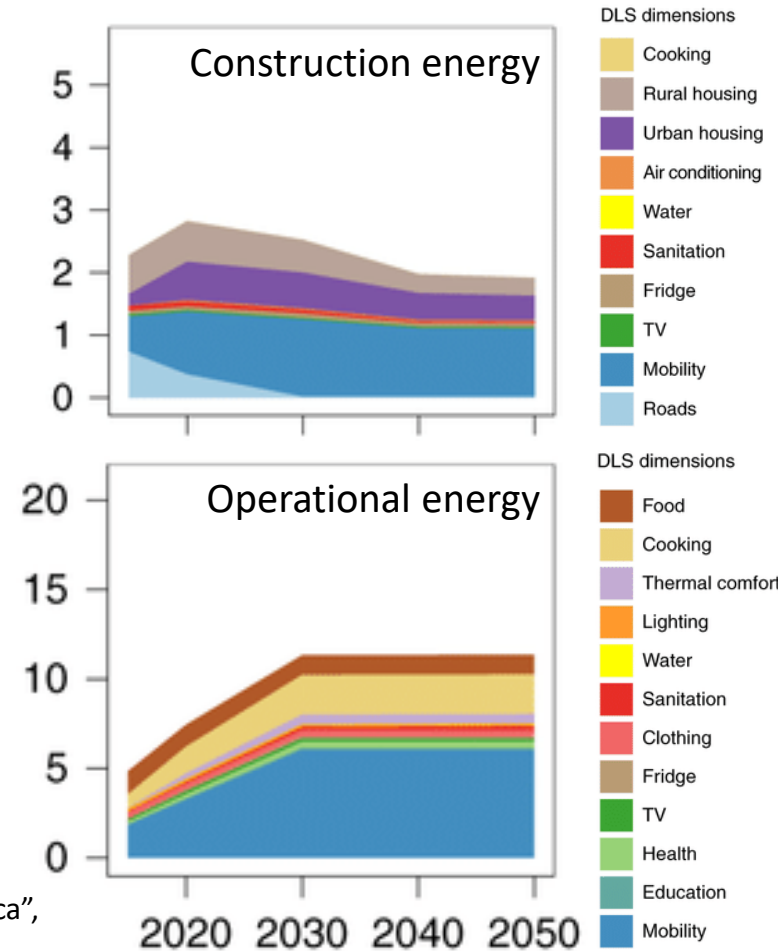 Construction energy
5
4
3
2
1
0
DLS dimensions
Cooking
Rural housing
Urban housing
Air conditioning
Water
Sanitation
Fridge
TV
Mobility
Roads
Operational energy
20
15
10
5
0
2020 2030 2040 2050
DLS dimensions
Food
Cooking
Thermal comfort
Lighting
Water
Sanitation
Clothing
Fridge
TV
Health
Education
Mobility
ca”,